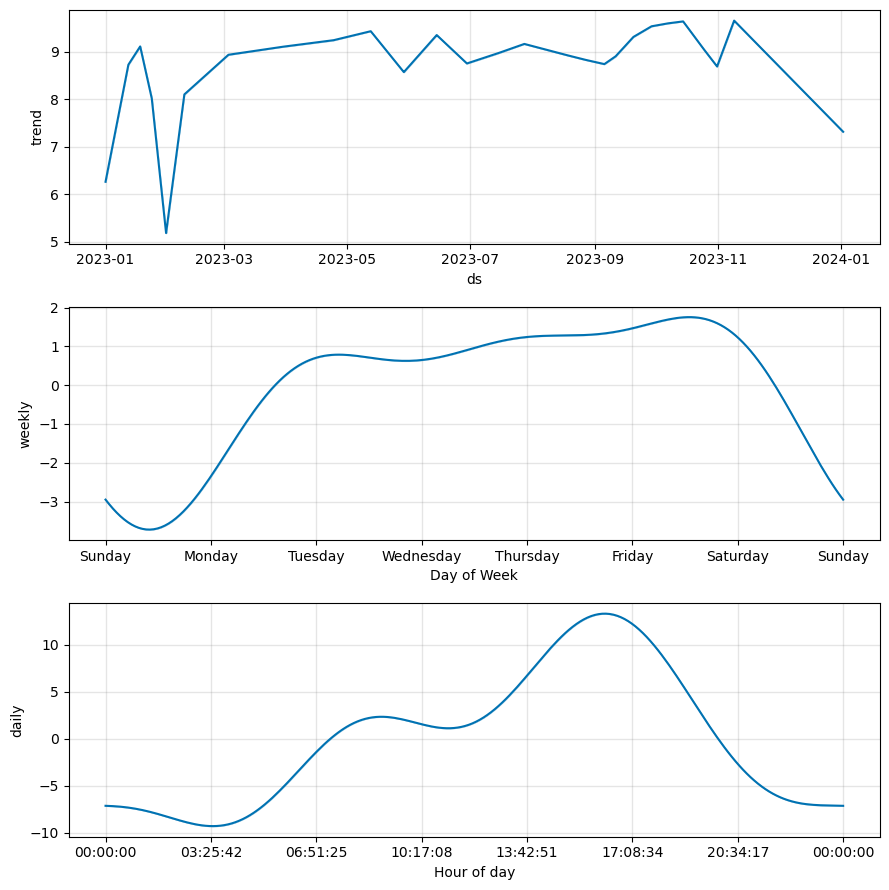 trend
9
8
7
6
5
2023-01 2023-03 2023-05 2023-07 2023-09 2023-11 2024-01
ds
weekly
2
1
0
−1
−2
−3
Sunday Monday Tuesday Wednesday Thursday Friday Saturday Sunday
Day of Week
daily
10
5
0
−5
−10
00:00:00 03:25:42 06:51:25 10:17:08 13:42:51 17:08:34 20:34:17 00:00:00
Hour of day